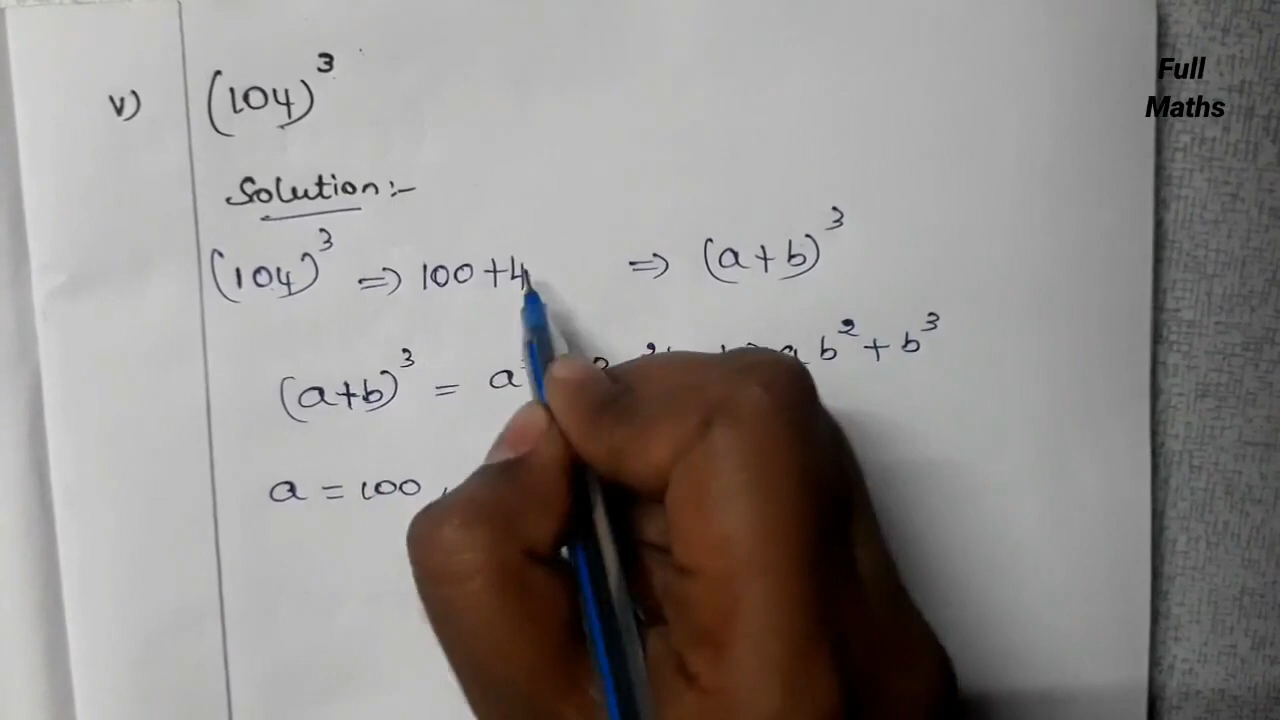 v) (104)³
Full
Maths
Solution:-
(104)³ ⇒ 100+4 ⇒ (a+b)³
(a+b)³ = a b² + b³
a = 100 ,